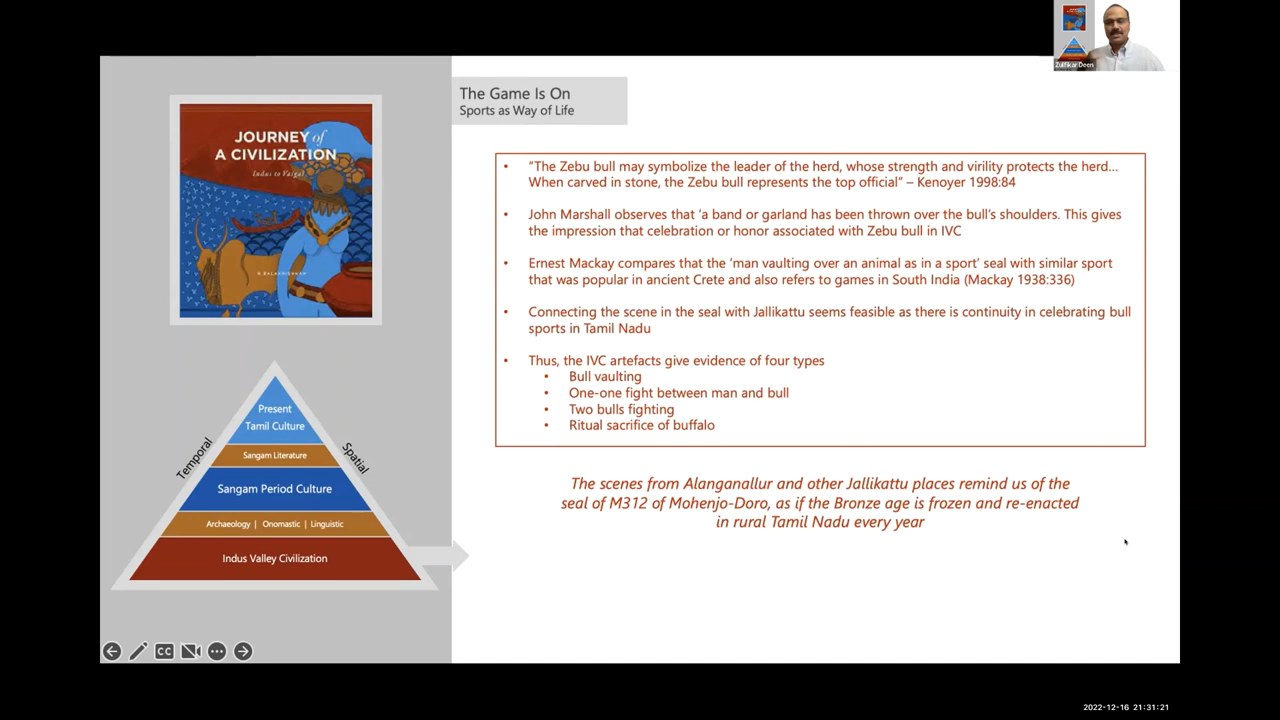 Zulfikar Deen
The Game Is On
Sports as Way of Life
JOURNEY of
A CIVILIZATION
Indus to Vaigai
R BALAKRISHNAN
• “The Zebu bull may symbolize the leader of the herd, whose strength and virility protects the herd...
When carved in stone, the Zebu bull represents the top official” – Kenoyer 1998:84
• John Marshall observes that ‘a band or garland has been thrown over the bull’s shoulders. This gives
the impression that celebration or honor associated with Zebu bull in IVC
• Ernest Mackay compares that the ‘man vaulting over an animal as in a sport’ seal with similar sport
that was popular in ancient Crete and also refers to games in South India (Mackay 1938:336)
• Connecting the scene in the seal with Jallikattu seems feasible as there is continuity in celebrating bull
sports in Tamil Nadu
• Thus, the IVC artefacts give evidence of four types
• Bull vaulting
• One-one fight between man and bull
• Two bulls fighting
• Ritual sacrifice of buffalo
The scenes from Alanganallur and other Jallikattu places remind us of the
seal of M312 of Mohenjo-Doro, as if the Bronze age is frozen and re-enacted
in rural Tamil Nadu every year
Temporal
Spatial
Present
Tamil Culture
Sangam Literature
Sangam Period Culture
Archaeology | Onomastic | Linguistic
Indus Valley Civilization
CC
2022-12-16 21:31:21